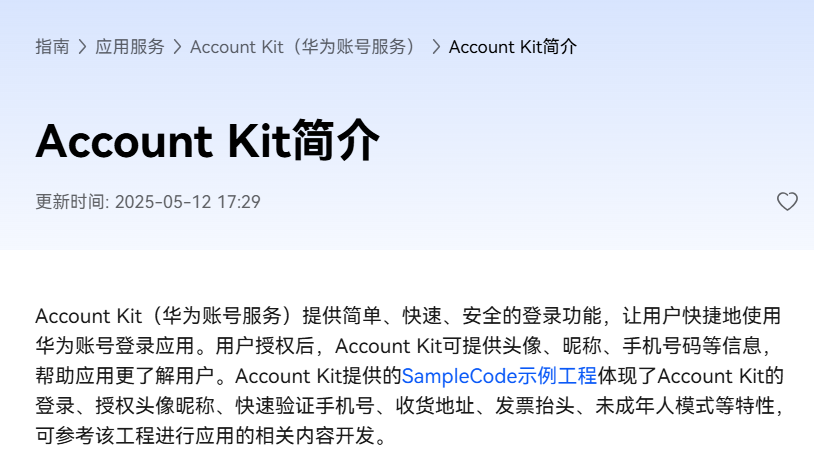 指南 > 应用服务 > Account Kit（华为账号服务） > Account Kit简介
Account Kit简介
更新时间: 2025-05-12 17:29
Account Kit（华为账号服务）提供简单、快速、安全的登录功能，让用户快捷地使用
华为账号登录应用。用户授权后，Account Kit可提供头像、昵称、手机号码等信息，
帮助应用更了解用户。Account Kit提供的SampleCode示例工程体现了Account Kit的
登录、授权头像昵称、快速验证手机号、收货地址、发票抬头、未成年人模式等特性，
可参考该工程进行应用的相关内容开发。